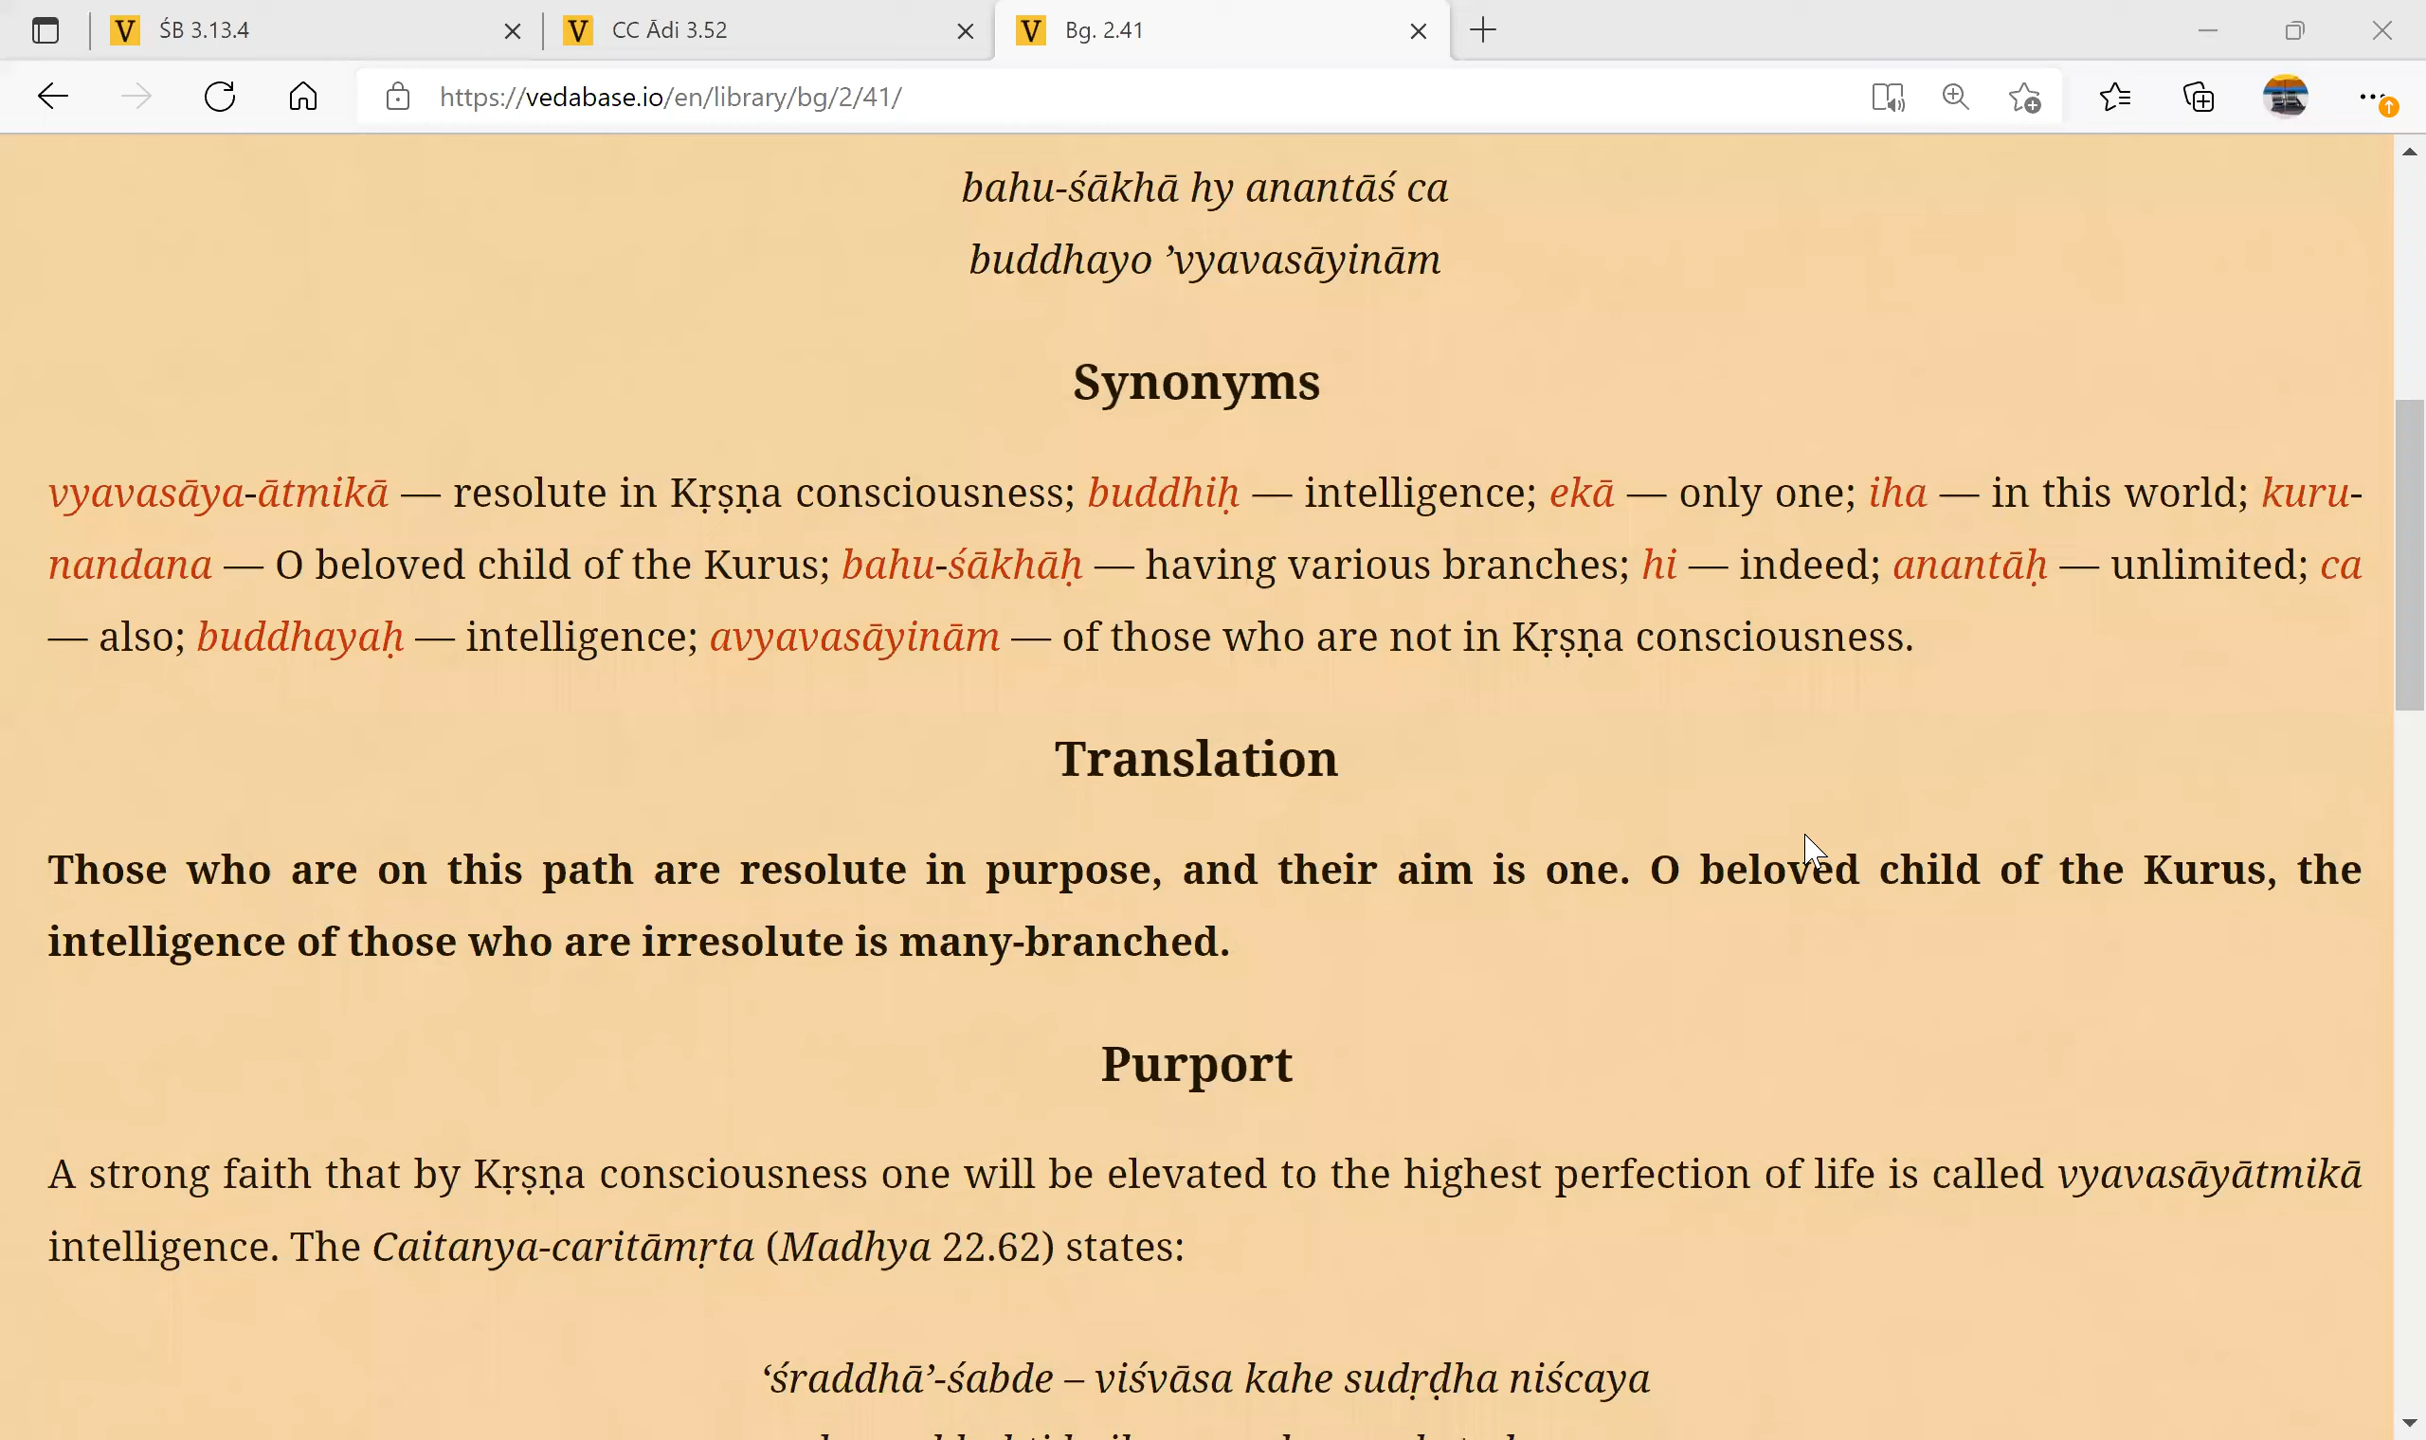 ŚB 3.13.4
CC Ādi 3.52
Bg. 2.41
https://vedabase.io/en/library/bg/2/41/
bahu-śākhā hy anantāś ca
buddhayo ’vyavasāyinām
Synonyms
vyavasāya-ātmikā — resolute in Kṛṣṇa consciousness; buddhiḥ — intelligence; ekā — only one; iha — in this world; kuru-
nandana — O beloved child of the Kurus; bahu-śākhāḥ — having various branches; hi — indeed; anantāḥ — unlimited; ca
— also; buddhayaḥ — intelligence; avyavasāyinām — of those who are not in Kṛṣṇa consciousness.
Translation
Those who are on this path are resolute in purpose, and their aim is one. O beloved child of the Kurus, the
intelligence of those who are irresolute is many-branched.
Purport
A strong faith that by Kṛṣṇa consciousness one will be elevated to the highest perfection of life is called vyavasāyātmikā
intelligence. The Caitanya-caritāmṛta (Madhya 22.62) states:
‘śraddhā’-śabde – viśvāsa kahe sudṛḍha niścaya